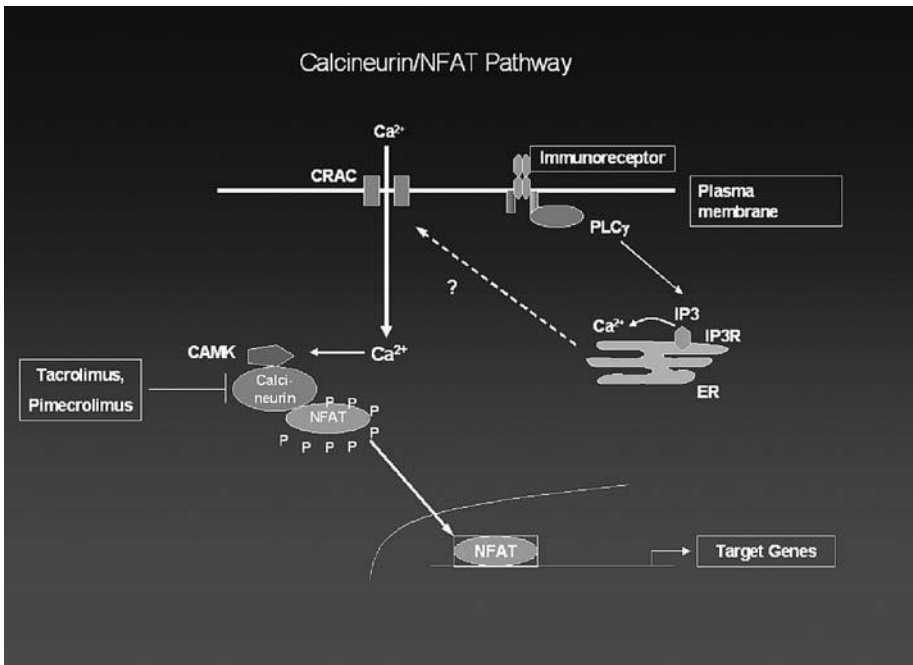 Calcineurin/NFAT Pathway
Ca²⁺
CRAC
Immunoreceptor
Plasma
membrane
PLCγ
?
IP3
Ca²⁺
IP3R
ER
CAMK
Ca²⁺
Tacrolimus,
Pimecrolimus
Calci-
neurin
P P P
NFAT
P
P P P P
NFAT
Target Genes